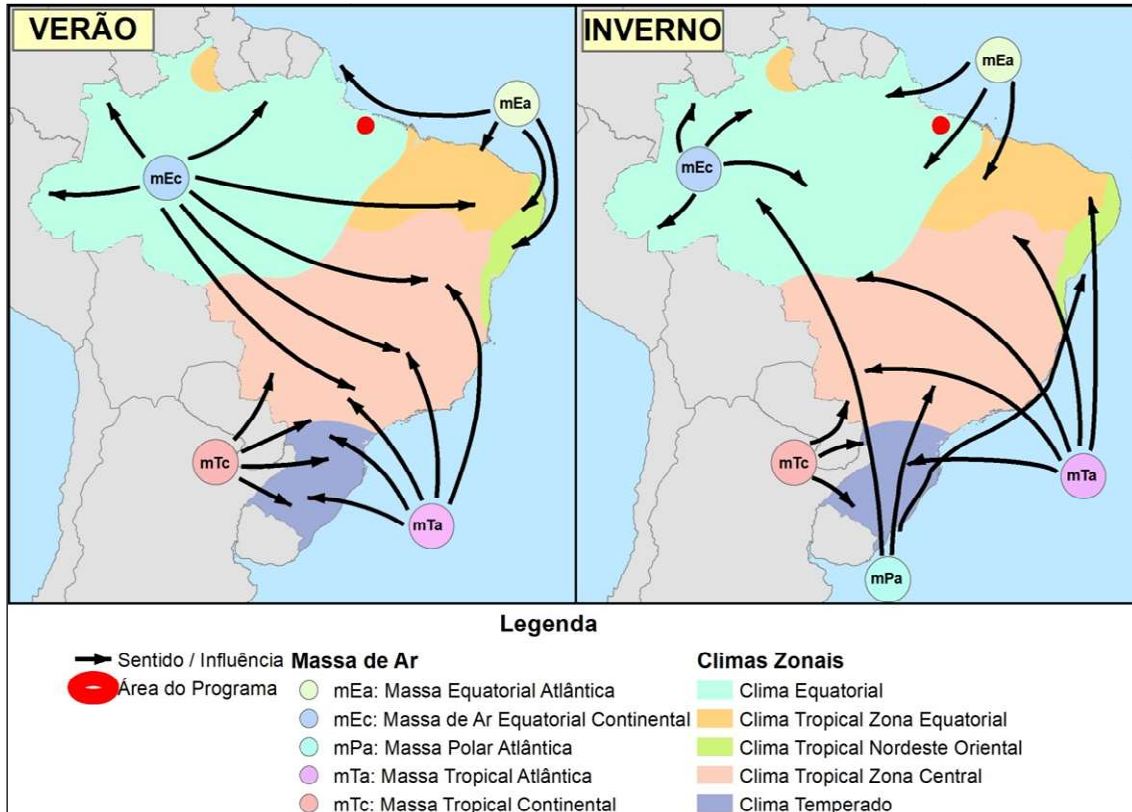 VERÃO
mEa
mEc
mTc
mTa
INVERNO
mEa
mEc
mTc
mTa
mPa
Legenda
Sentido / Influência
Área do Programa
Massa de Ar
mEa: Massa Equatorial Atlântica
mEc: Massa de Ar Equatorial Continental
mPa: Massa Polar Atlântica
mTa: Massa Tropical Atlântica
mTc: Massa Tropical Continental
Climas Zonais
Clima Equatorial
Clima Tropical Zona Equatorial
Clima Tropical Nordeste Oriental
Clima Tropical Zona Central
Clima Temperado